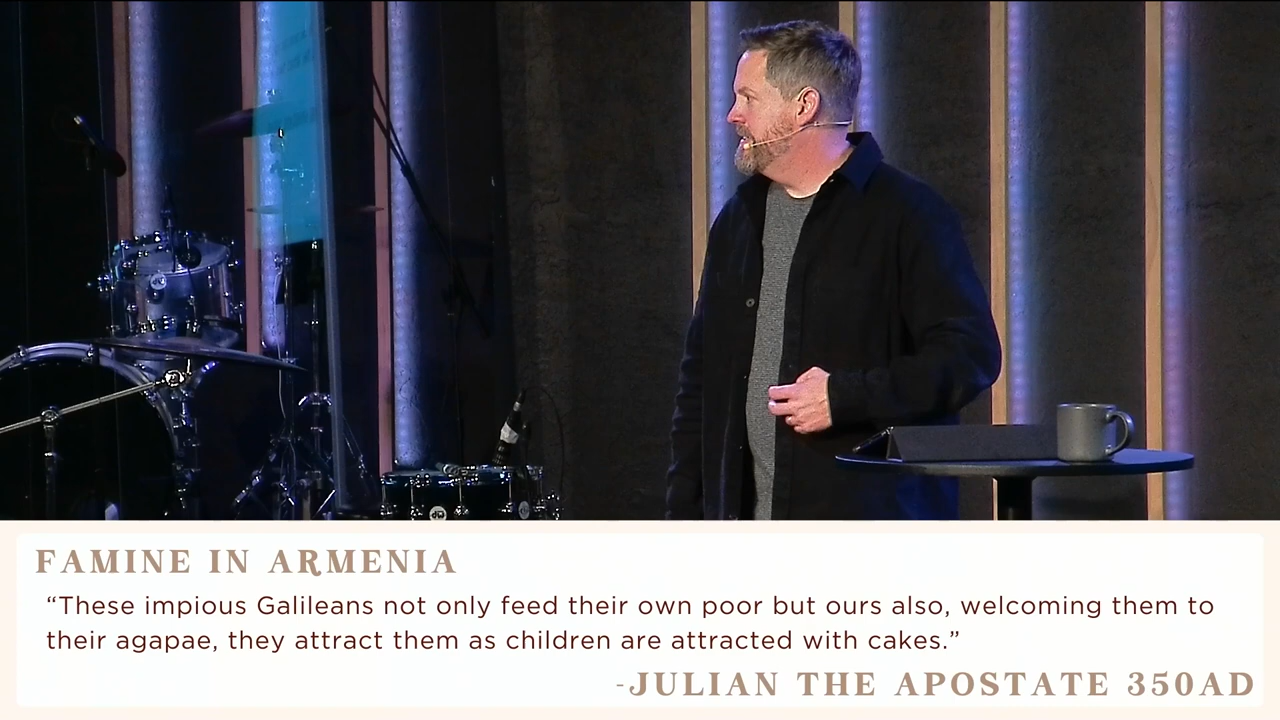 FAMINE IN ARMENIA
“These impious Galileans not only feed their own poor but ours also, welcoming them to
their agapae, they attract them as children are attracted with cakes.”
-JULIAN THE APOSTATE 350AD